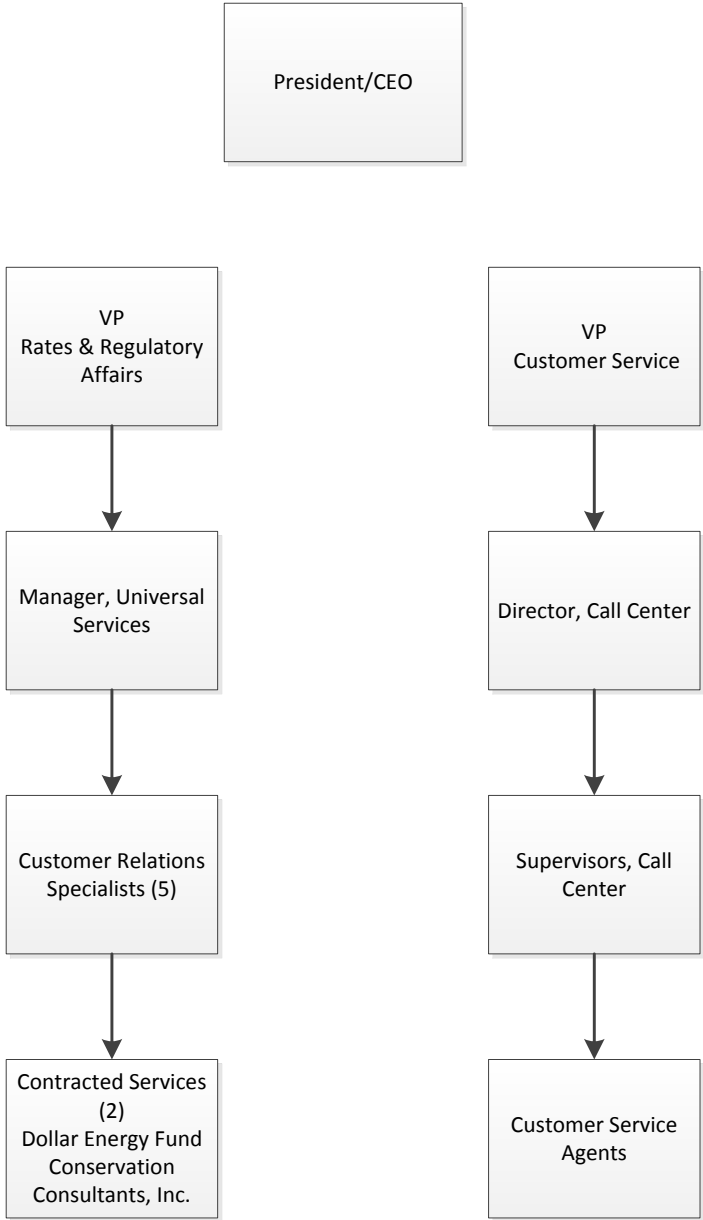 President/CEO
VP
Rates & Regulatory
Affairs
VP
Customer Service
Manager, Universal
Services
Director, Call Center
Customer Relations
Specialists (5)
Supervisors, Call
Center
Contracted Services
(2)
Dollar Energy Fund
Conservation
Consultants, Inc.
Customer Service
Agents